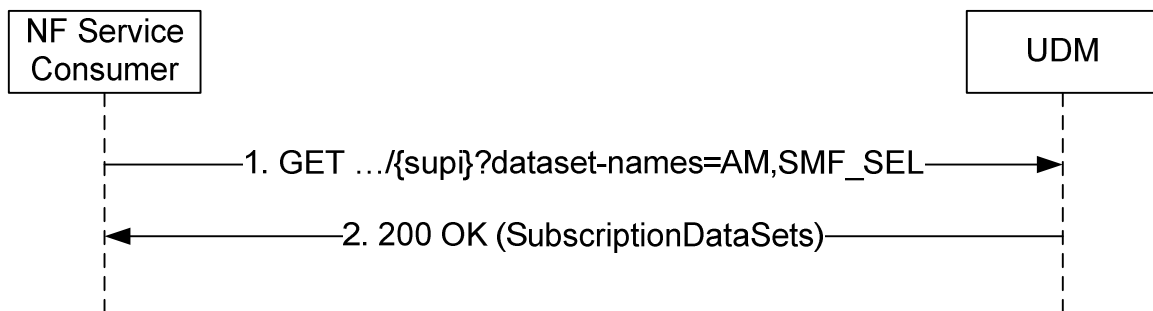 NF Service
Consumer
UDM
1. GET …/{supi}?dataset-names=AM,SMF_SEL
2. 200 OK (SubscriptionDataSets)